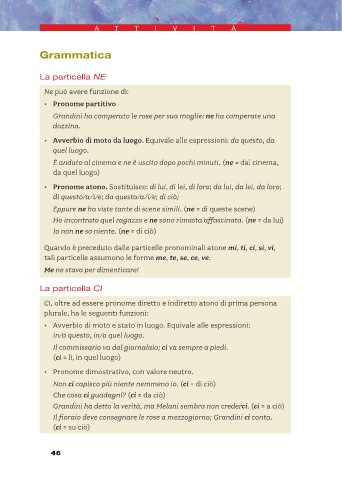 ATTIVITÀ
Grammatica
La particella NE
Ne può avere funzione di:
• Pronome partitivo
Grandini ha comperato le rose per sua moglie: ne ha comperate una
dozzina.
• Avverbio di moto da luogo. Equivale alle espressioni: da questo, da
quel luogo.
È andato al cinema e ne è uscito dopo pochi minuti. (ne = dal cinema,
da quel luogo)
• Pronome atono. Sostituisce: di lui, di lei, di loro; da lui, da lei, da loro;
di questo/a/i/e; da questo/a/i/e; di ciò;
Eppure ne ha viste tante di scene simili. (ne = di queste scene)
Ho incontrato quel ragazzo e ne sono rimasta affascinata. (ne = da lui)
Io non ne so niente. (ne = di ciò)
Quando è preceduto dalle particelle pronominali atone mi, ti, ci, si, vi,
tali particelle assumono le forme me, te, se, ce, ve.
Me ne stavo per dimenticare!
La particella CI
Ci, oltre ad essere pronome diretto e indiretto atono di prima persona
plurale, ha le seguenti funzioni:
• Avverbio di moto e stato in luogo. Equivale alle espressioni:
in/a questo, in/a quel luogo.
Il commissario va dal giornalaio; ci va sempre a piedi.
(ci = lì, in quel luogo)
• Pronome dimostrativo, con valore neutro.
Non ci capisco più niente nemmeno io. (ci = di ciò)
Che cosa ci guadagni? (ci = da ciò)
Grandini ha detto la verità, ma Melani sembra non crederci. (ci = a ciò)
Il fioraio deve consegnare le rose a mezzogiorno; Grandini ci conta.
(ci = su ciò)
46